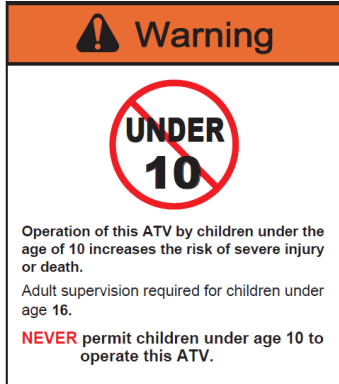 Warning
UNDER
10
Operation of this ATV by children under the
age of 10 increases the risk of severe injury
or death.
Adult supervision required for children under
age 16.
NEVER permit children under age 10 to
operate this ATV.